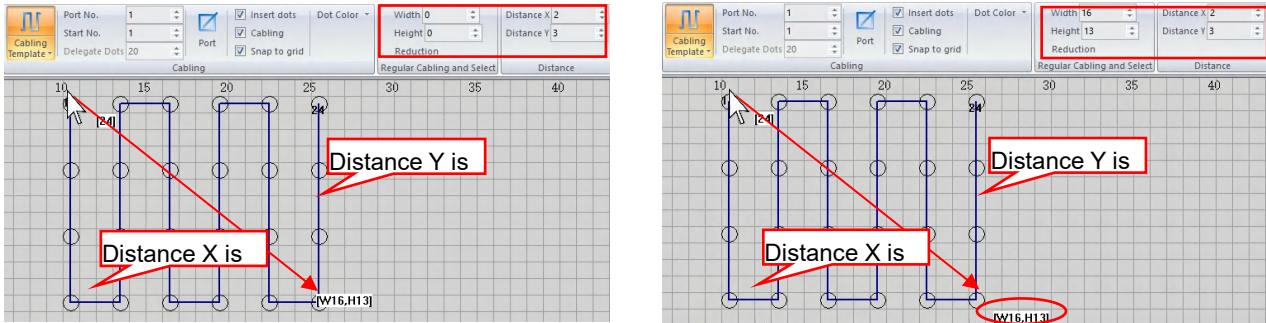 Port No. 1 Insert dots Dot Color Width 0 Distance X 2
Cabling Template Start No. 1 Port Cabling Height 0 Distance Y 3
Delegate Dots 20 Snap to grid Reduction
Cabling Regular Cabling and Select Distance
10 15 20 25 30 35 40
1 24
[24]
Distance Y is
Distance X is
[W16,H13]
Port No. 1 Insert dots Dot Color Width 16 Distance X 2
Cabling Template Start No. 1 Port Cabling Height 13 Distance Y 3
Delegate Dots 20 Snap to grid Reduction
Cabling Regular Cabling and Select Distance
10 15 20 25 30 35 40
1 24
[24]
Distance Y is
Distance X is
[W16,H13]